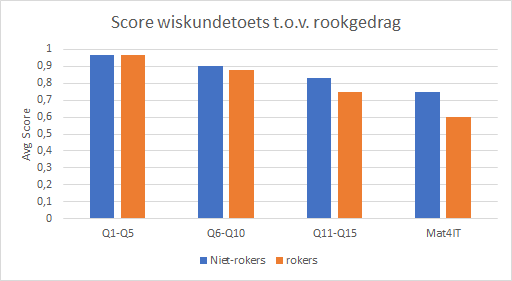 Score wiskundetoets t.o.v. rookgedrag
Avg Score
1
0,9
0,8
0,7
0,6
0,5
0,4
0,3
0,2
0,1
0
Q1-Q5 Q6-Q10 Q11-Q15 Mat4IT
Niet-rokers rokers